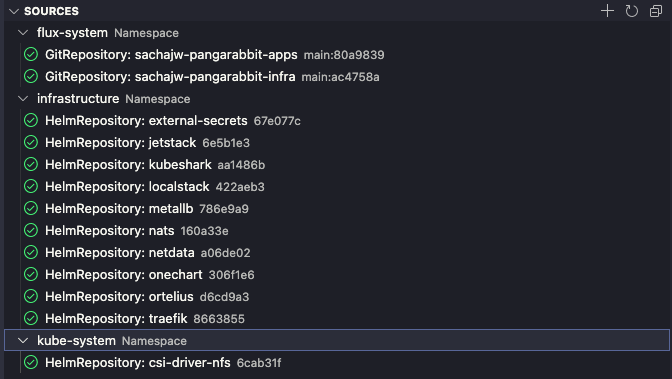 SOURCES
flux-system Namespace
GitRepository: sachajw-pangarabbit-apps main:80a9839
GitRepository: sachajw-pangarabbit-infra main:ac4758a
infrastructure Namespace
HelmRepository: external-secrets 67e077c
HelmRepository: jetstack 6e5b1e3
HelmRepository: kubeshark aa1486b
HelmRepository: localstack 422aeb3
HelmRepository: metallb 786e9a9
HelmRepository: nats 160a33e
HelmRepository: netdata a06de02
HelmRepository: onechart 306f1e6
HelmRepository: ortelius d6cd9a3
HelmRepository: traefik 8663855
kube-system Namespace
HelmRepository: csi-driver-nfs 6cab31f